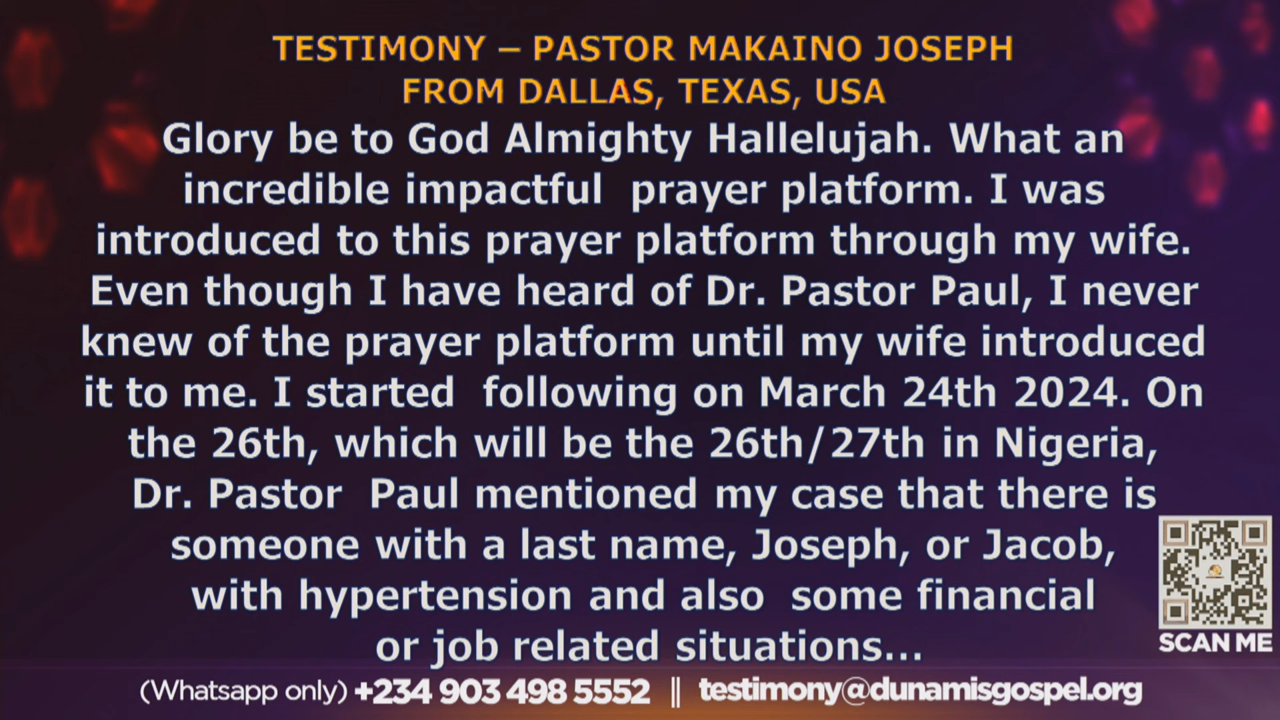 TESTIMONY – PASTOR MAKAINO JOSEPH
FROM DALLAS, TEXAS, USA
Glory be to God Almighty Hallelujah. What an
incredible impactful  prayer platform. I was
introduced to this prayer platform through my wife.
Even though I have heard of Dr. Pastor Paul, I never
knew of the prayer platform until my wife introduced
it to me. I started  following on March 24th 2024. On
the 26th, which will be the 26th/27th in Nigeria,
Dr. Pastor  Paul mentioned my case that there is
someone with a last name, Joseph, or Jacob,
with hypertension and also  some financial
or job related situations...
SCAN ME
(Whatsapp only) +234 903 498 5552 || testimony@dunamisgospel.org